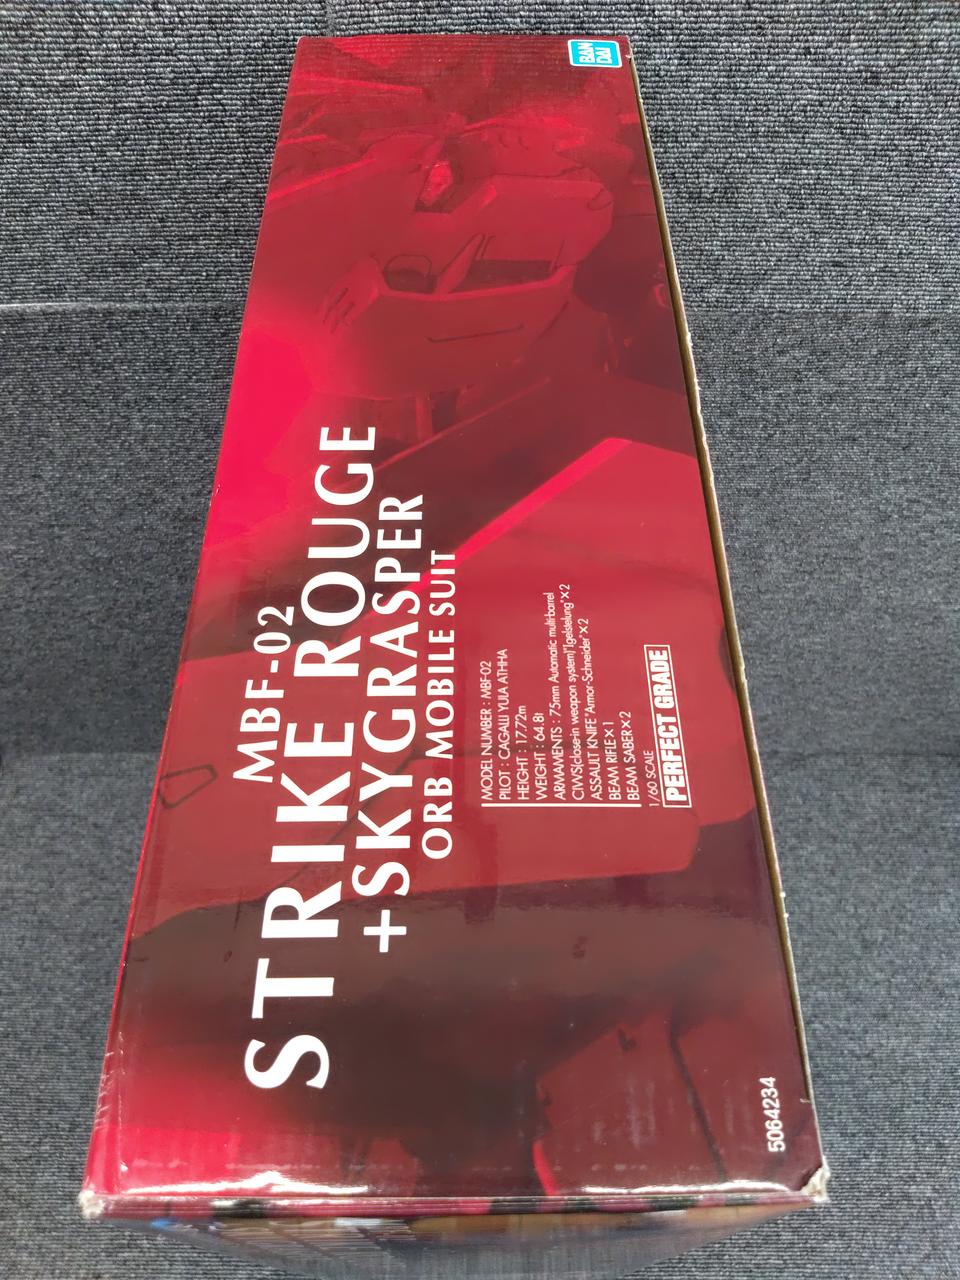 BAN
DAI
MBF-02
STRIKE ROUGE
+SKYGRASPER
ORB MOBILE SUIT
MODEL NUMBER : MBF-02
PILOT : CAGALLI YULA ATHHA
HEIGHT : 17.72m
WEIGHT : 64.8t
ARMAMENTS : 75mm Automatic multi-barrel
CIWS(close-in weapon system)"Igelstellung"×2
ASSAULT KNIFE "Armor-Schneider"×2
BEAM RIFLE×1
BEAM SABER×2
1/60 SCALE
PERFECT GRADE
5064234